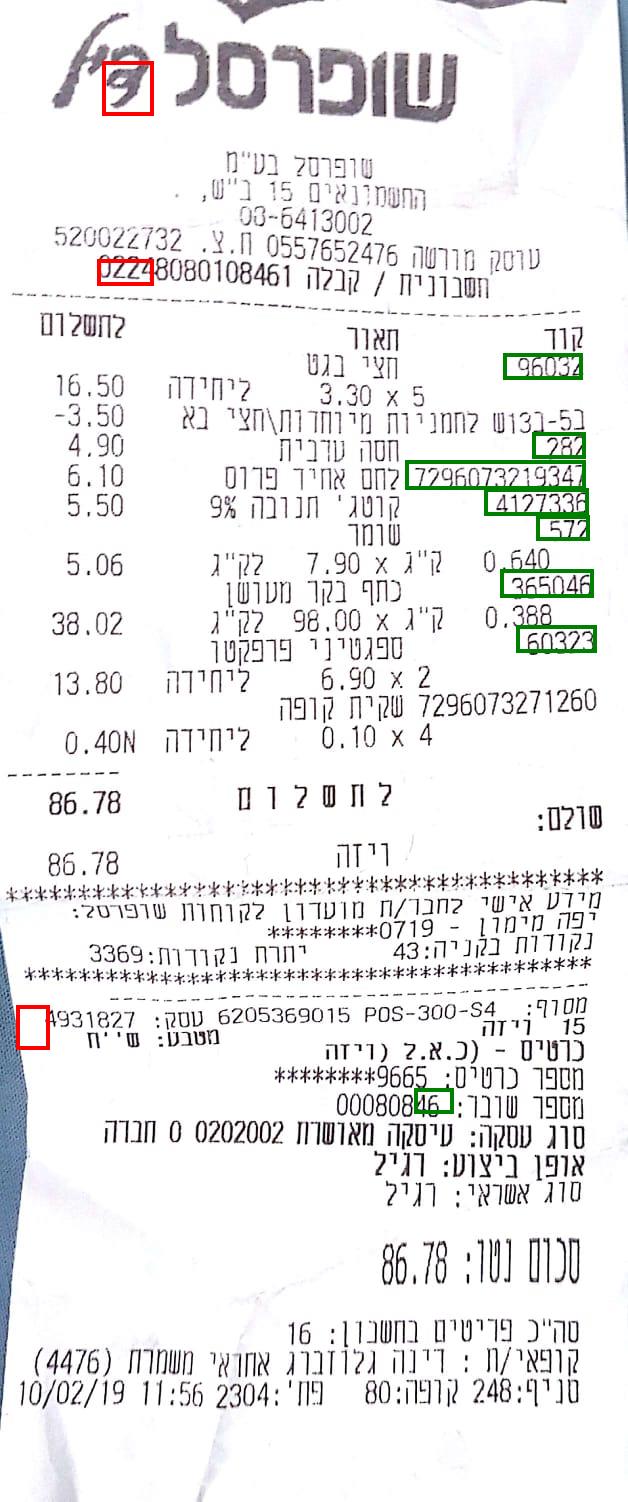 שופרסל דיל
שופרסל בע"מ
החשמונאים 15 ב"ש,
08-6413002
עוסק מורשה 0557652476 ח.צ. 520022732
חשבונית / קבלה 02248080108461
קוד תאור לתשלום
96032 חצי בגט
5 x 3.30 ליחידה 16.50
ב5-ב13ש לחמניות מיוחדות\חצי בא -3.50
282 חסה ערבית 4.90
7296073219347 לחם אחיד פרוס 6.10
4127336 קוטג' תנובה 9% 5.50
572 שומר
0.640 ק"ג x 7.90 לק"ג 5.06
365046 כתף בקר מעושן
0.388 ק"ג x 98.00 לק"ג 38.02
60323 ספגטיני פרפקטו
2 x 6.90 ליחידה 13.80
7296073271260 שקית קופה
4 x 0.10 ליחידה 0.40N
לתשלום 86.78
שולם:
ויזה 86.78
מידע אישי לחבר/ת מועדון לקוחות שופרסל:
יפה מימון - 0719********
נקודות בקניה:43 יתרת נקודות:3369
מסוף: 6205369015 POS-300-S4 עסק: 4931827
15 ויזה מטבע: ש''ח
כרטיס - (כ.א.ל) ויזה
מספר כרטיס: 9665********
מספר שובר: 00080846
סוג עסקה: עיסקה מאושרת 0202002 0 חברה
אופן ביצוע: רגיל
סוג אשראי: רגיל
סכום נטו: 86.78
סה"כ פריטים בחשבון: 16
קופאי/ת : דינה גלוזברג אחראי משמרת (4476)
סניף:248 קופה:80 פח':2304 11:56 10/02/19